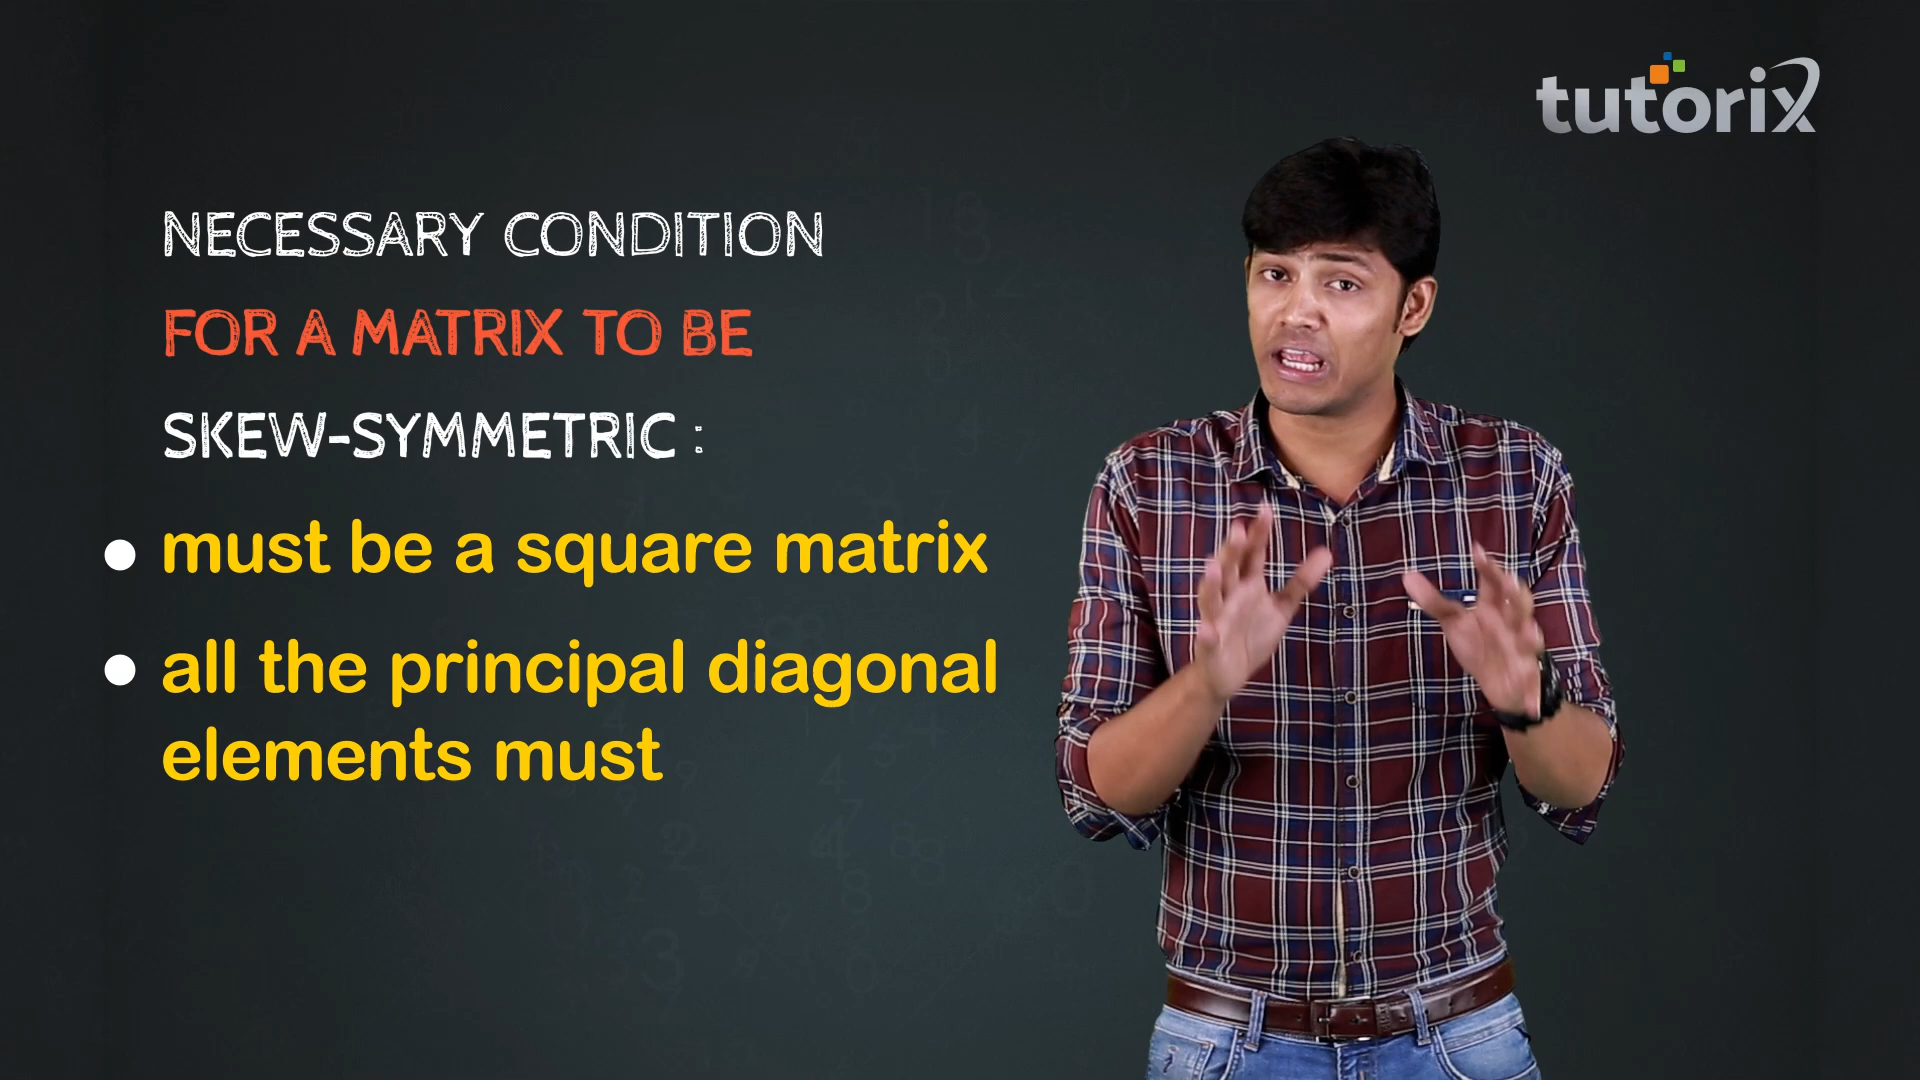 tutorix
NECESSARY CONDITION
FOR A MATRIX TO BE
SKEW-SYMMETRIC :
• must be a square matrix
• all the principal diagonal
elements must